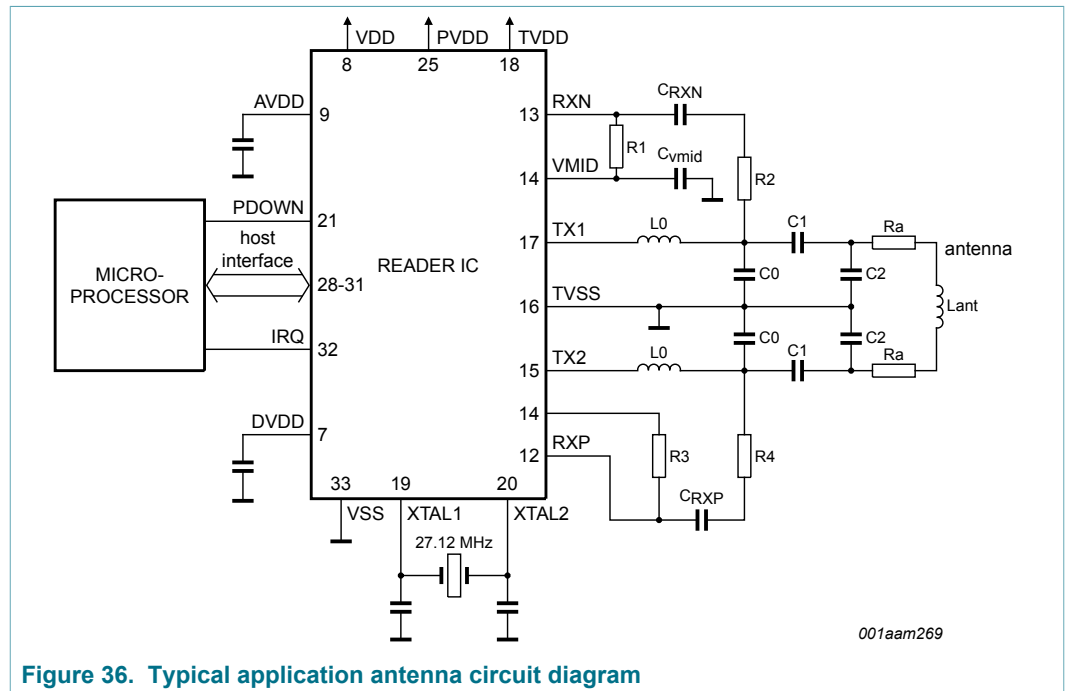 VDD PVDD TVDD
8 25 18
AVDD 9
13 RXN
CRXN
R1
14 VMID
Cvmid
R2
PDOWN 21
host
interface
28-31
MICRO-
PROCESSOR
READER IC
IRQ 32
17 TX1
L0
C1
Ra
antenna
C0
C2
16 TVSS
Lant
C0
C2
15 TX2
L0
C1
Ra
14
RXP
12
R3
R4
CRXP
DVDD 7
33 19 20
VSS XTAL1 XTAL2
27.12 MHz
001aam269
Figure 36. Typical application antenna circuit diagram